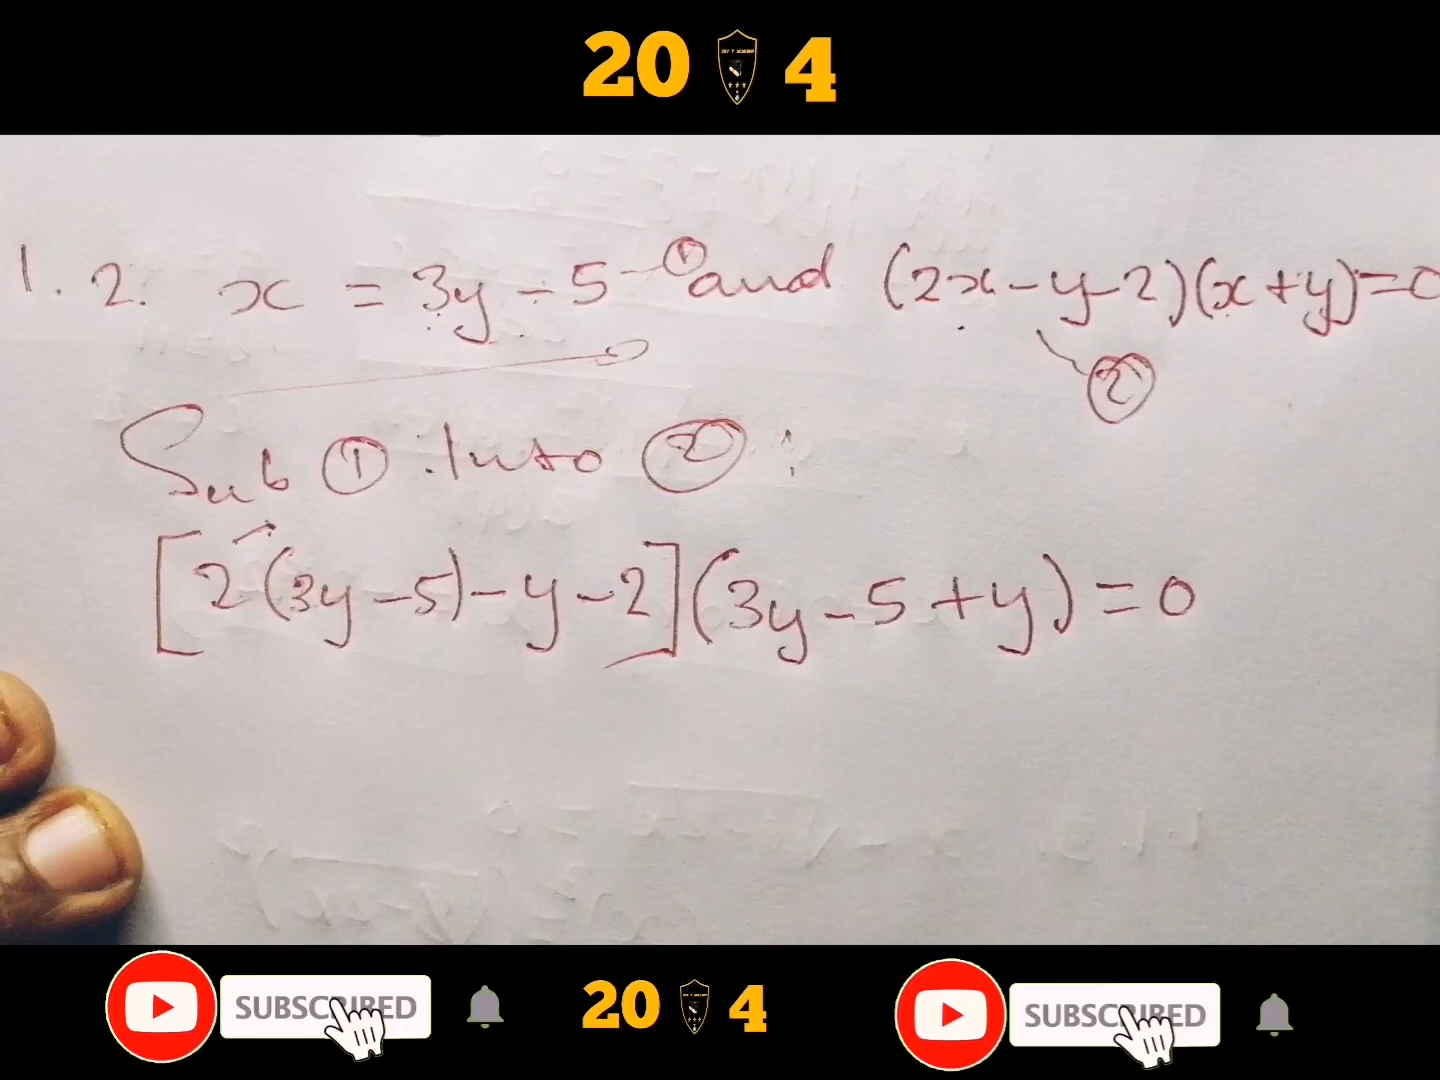 20 4
1.2. x = 3y - 5 - ① and (2x - y - 2)(x + y) = 0
②
Sub ① into ② :
[2(3y - 5) - y - 2](3y - 5 + y) = 0
SUBSCRIBED 20 4 SUBSCRIBED